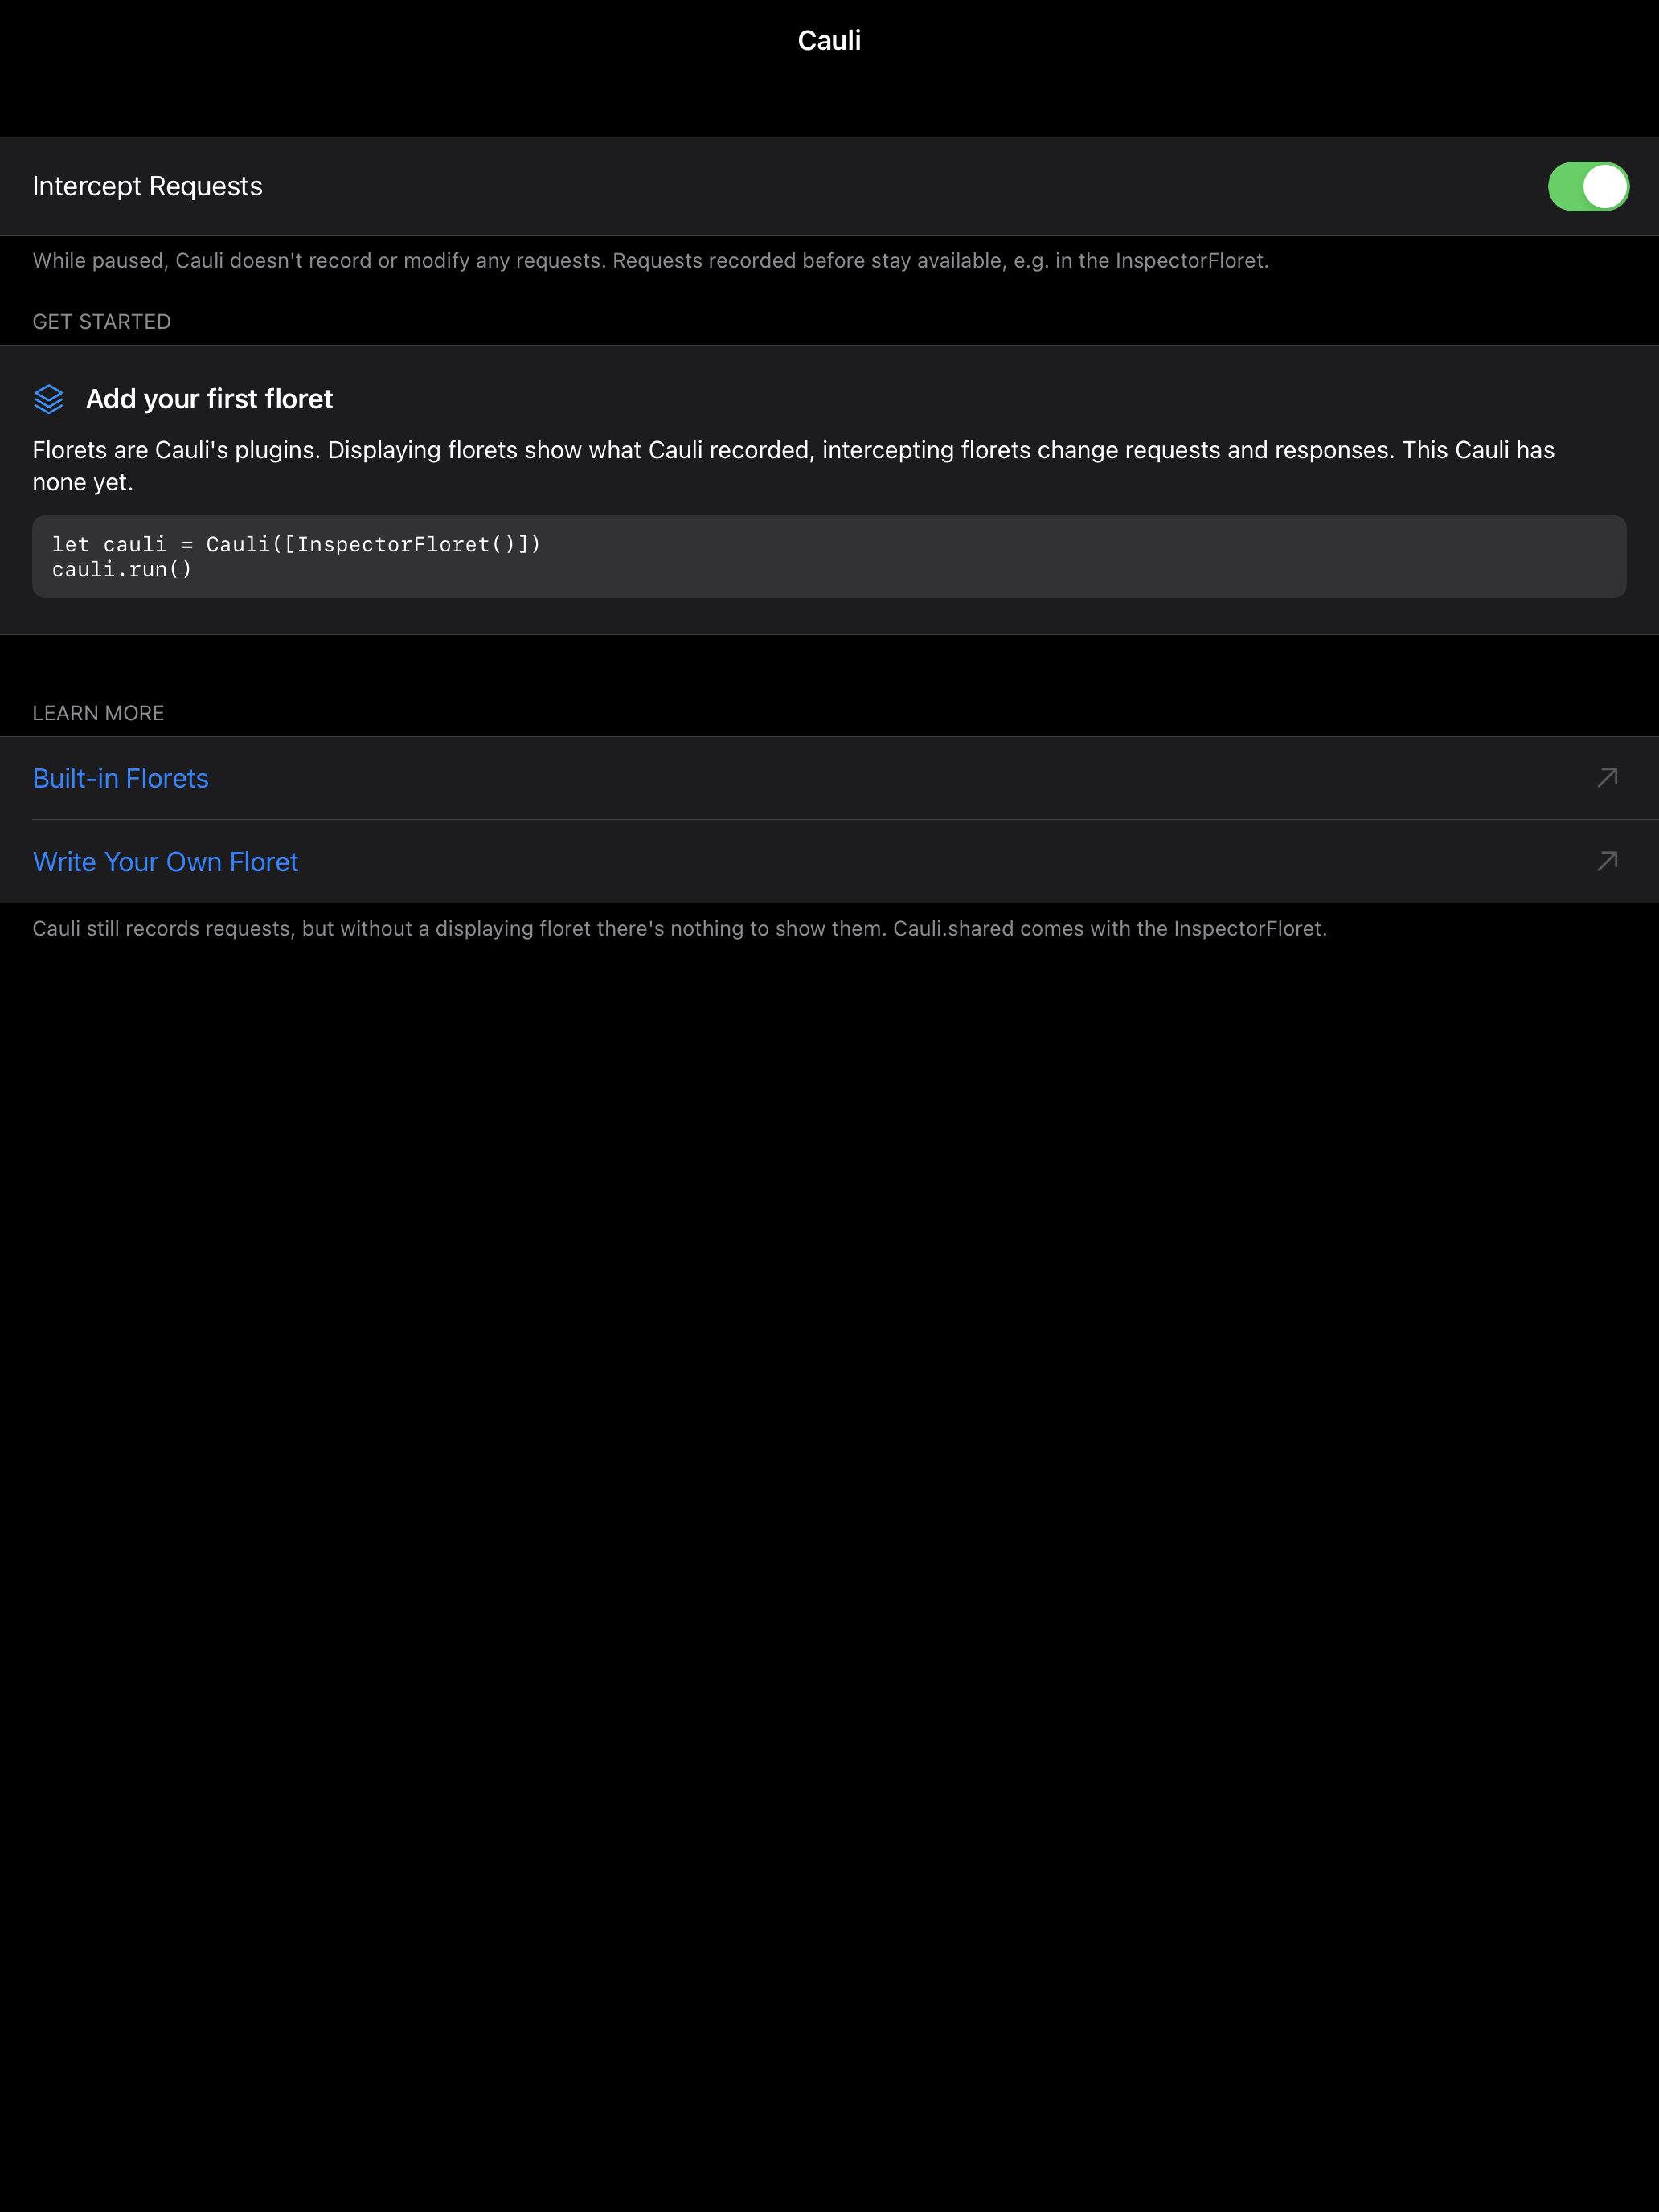 Cauli
Intercept Requests
While paused, Cauli doesn't record or modify any requests. Requests recorded before stay available, e.g. in the InspectorFloret.
GET STARTED
Add your first floret
Florets are Cauli's plugins. Displaying florets show what Cauli recorded, intercepting florets change requests and responses. This Cauli has
none yet.
let cauli = Cauli([InspectorFloret()])
cauli.run()
LEARN MORE
Built-in Florets
Write Your Own Floret
Cauli still records requests, but without a displaying floret there's nothing to show them. Cauli.shared comes with the InspectorFloret.